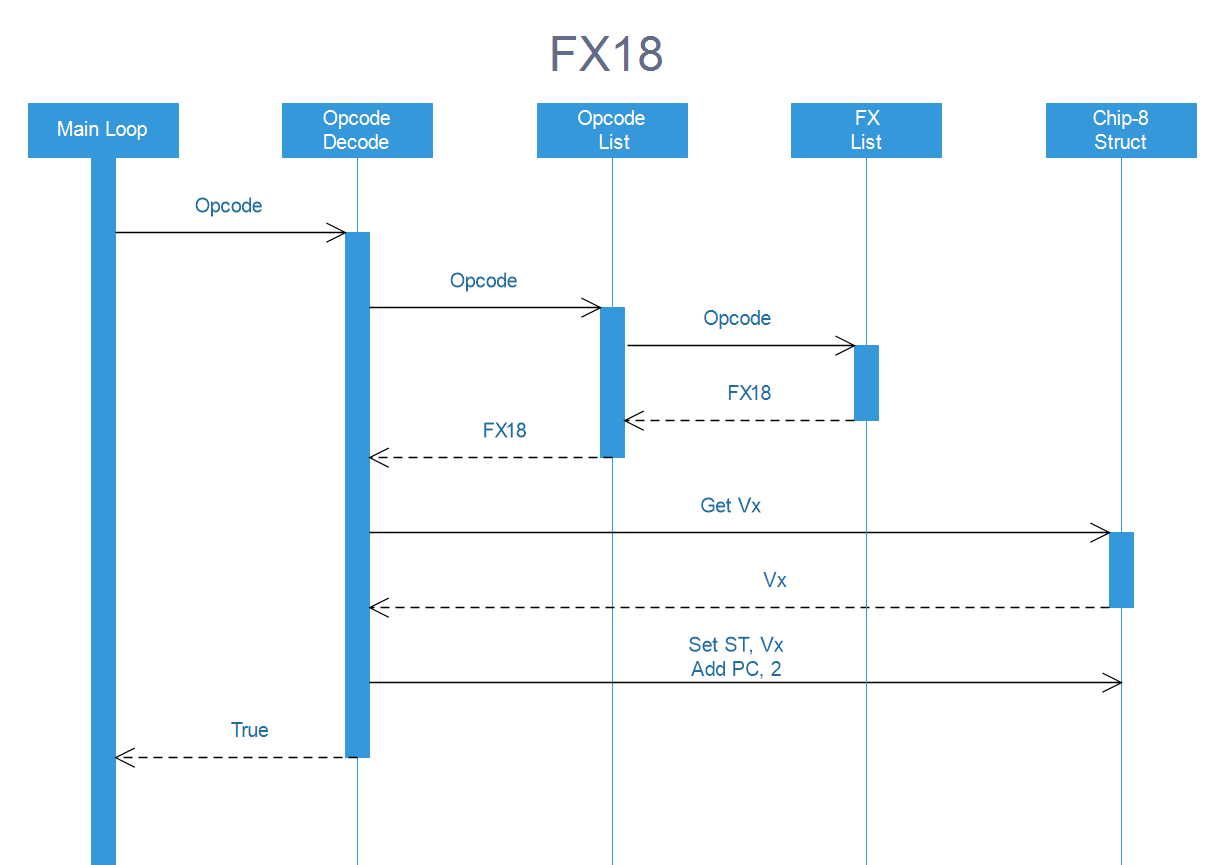 FX18
Main Loop
Opcode
Decode
Opcode
List
FX
List
Chip-8
Struct
Opcode
Opcode
Opcode
FX18
FX18
Get Vx
Vx
Set ST, Vx
Add PC, 2
True